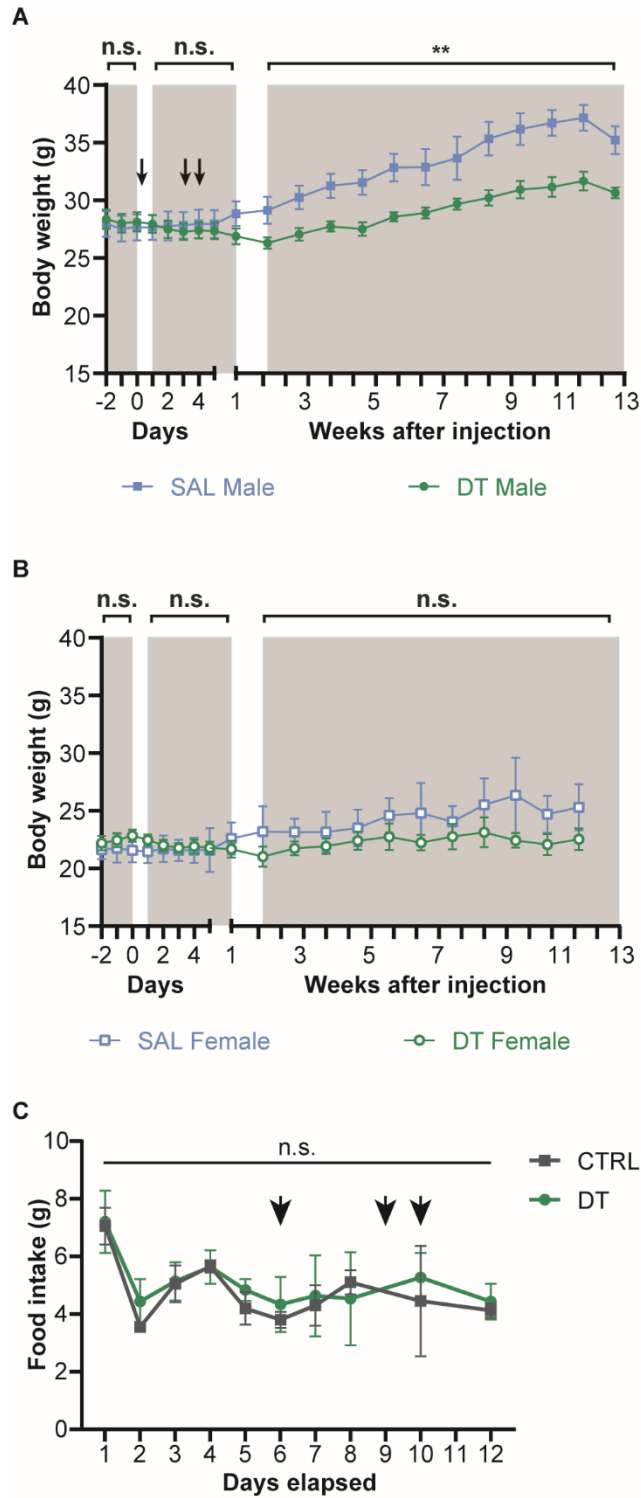 A
n.s. n.s. **
Body weight (g)
40
35
30
25
20
15
-2 0 2 4 1 3 5 7 9 11 13
Days Weeks after injection
SAL Male DT Male
B
n.s. n.s. n.s.
Body weight (g)
40
35
30
25
20
15
-2 0 2 4 1 3 5 7 9 11 13
Days Weeks after injection
SAL Female DT Female
C
n.s.
CTRL
DT
Food intake (g)
10
8
6
4
2
0
1 2 3 4 5 6 7 8 9 10 11 12
Days elapsed